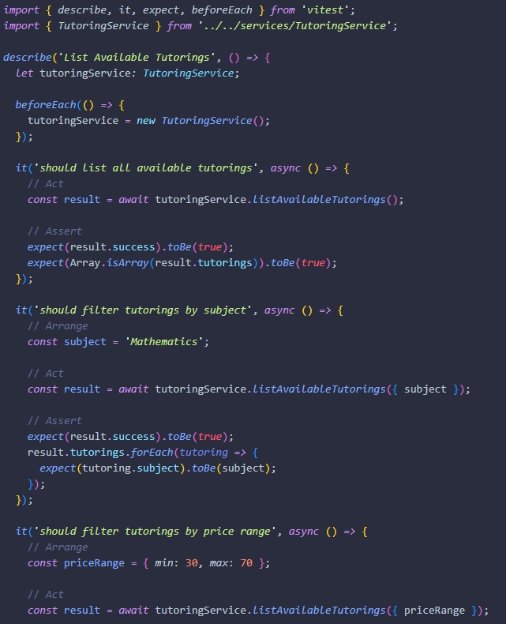 import { describe, it, expect, beforeEach } from 'vitest';
import { TutoringService } from '../../services/TutoringService';

describe('List Available Tutorings', () => {
  let tutoringService: TutoringService;

  beforeEach(() => {
    tutoringService = new TutoringService();
  });

  it('should list all available tutorings', async () => {
    // Act
    const result = await tutoringService.listAvailableTutorings();

    // Assert
    expect(result.success).toBe(true);
    expect(Array.isArray(result.tutorings)).toBe(true);
  });

  it('should filter tutorings by subject', async () => {
    // Arrange
    const subject = 'Mathematics';

    // Act
    const result = await tutoringService.listAvailableTutorings({ subject });

    // Assert
    expect(result.success).toBe(true);
    result.tutorings.forEach(tutoring => {
      expect(tutoring.subject).toBe(subject);
    });
  });

  it('should filter tutorings by price range', async () => {
    // Arrange
    const priceRange = { min: 30, max: 70 };

    // Act
    const result = await tutoringService.listAvailableTutorings({ priceRange });